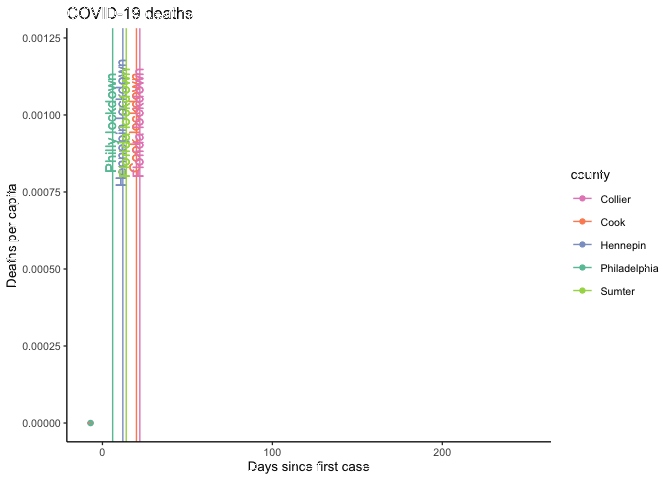 COVID-19 deaths
0.00125
0.00100
0.00075
0.00050
0.00025
0.00000
Deaths per capita
Philly lockdown
Hennepin lockdown
lockdown
Cook lockdown
Florida lockdown
0
100
200
Days since first case
county
Collier
Cook
Hennepin
Philadelphia
Sumter